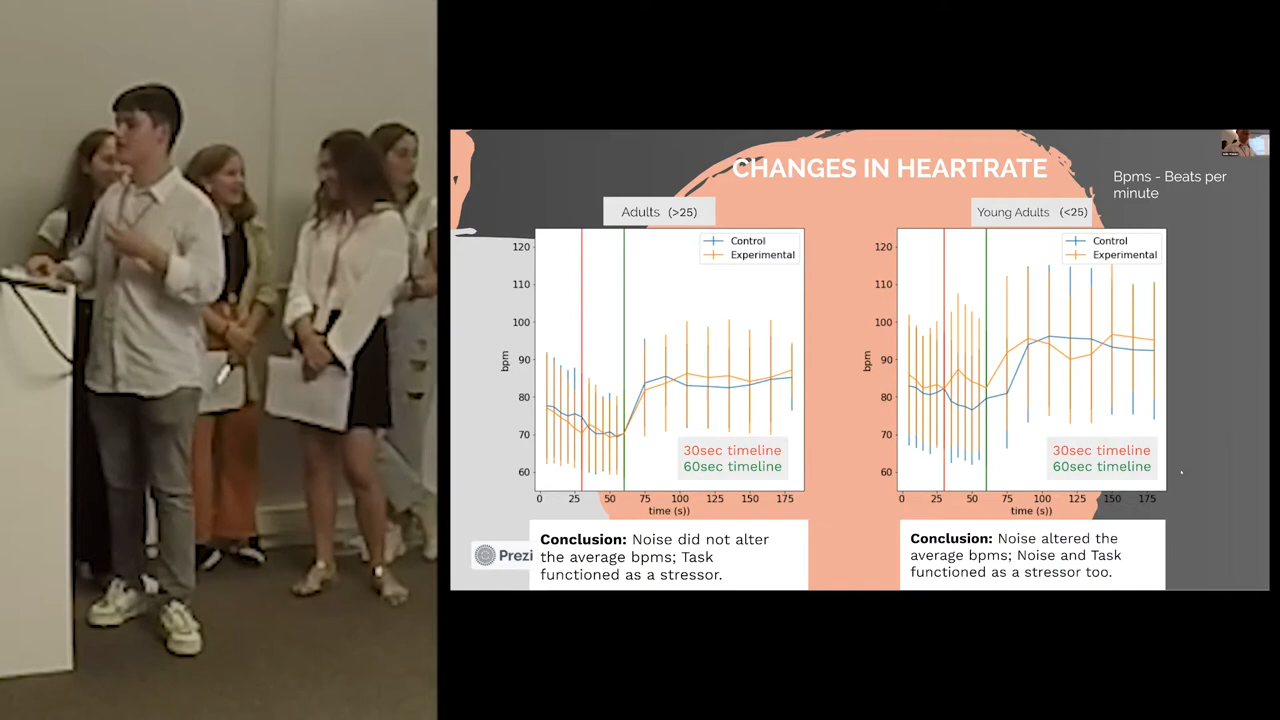 CHANGES IN HEARTRATE
Bpms - Beats per
minute
Adults (>25)
Young Adults (<25)
Control
Experimental
120
110
100
90
80
70
60
bpm
0
25
50
75
100
125
150
175
time (s))
30sec timeline
60sec timeline
Control
Experimental
120
110
100
90
80
70
60
bpm
0
25
50
75
100
125
150
175
time (s))
30sec timeline
60sec timeline
Prezi
Conclusion: Noise did not alter
the average bpms; Task
functioned as a stressor.
Conclusion: Noise altered the
average bpms; Noise and Task
functioned as a stressor too.